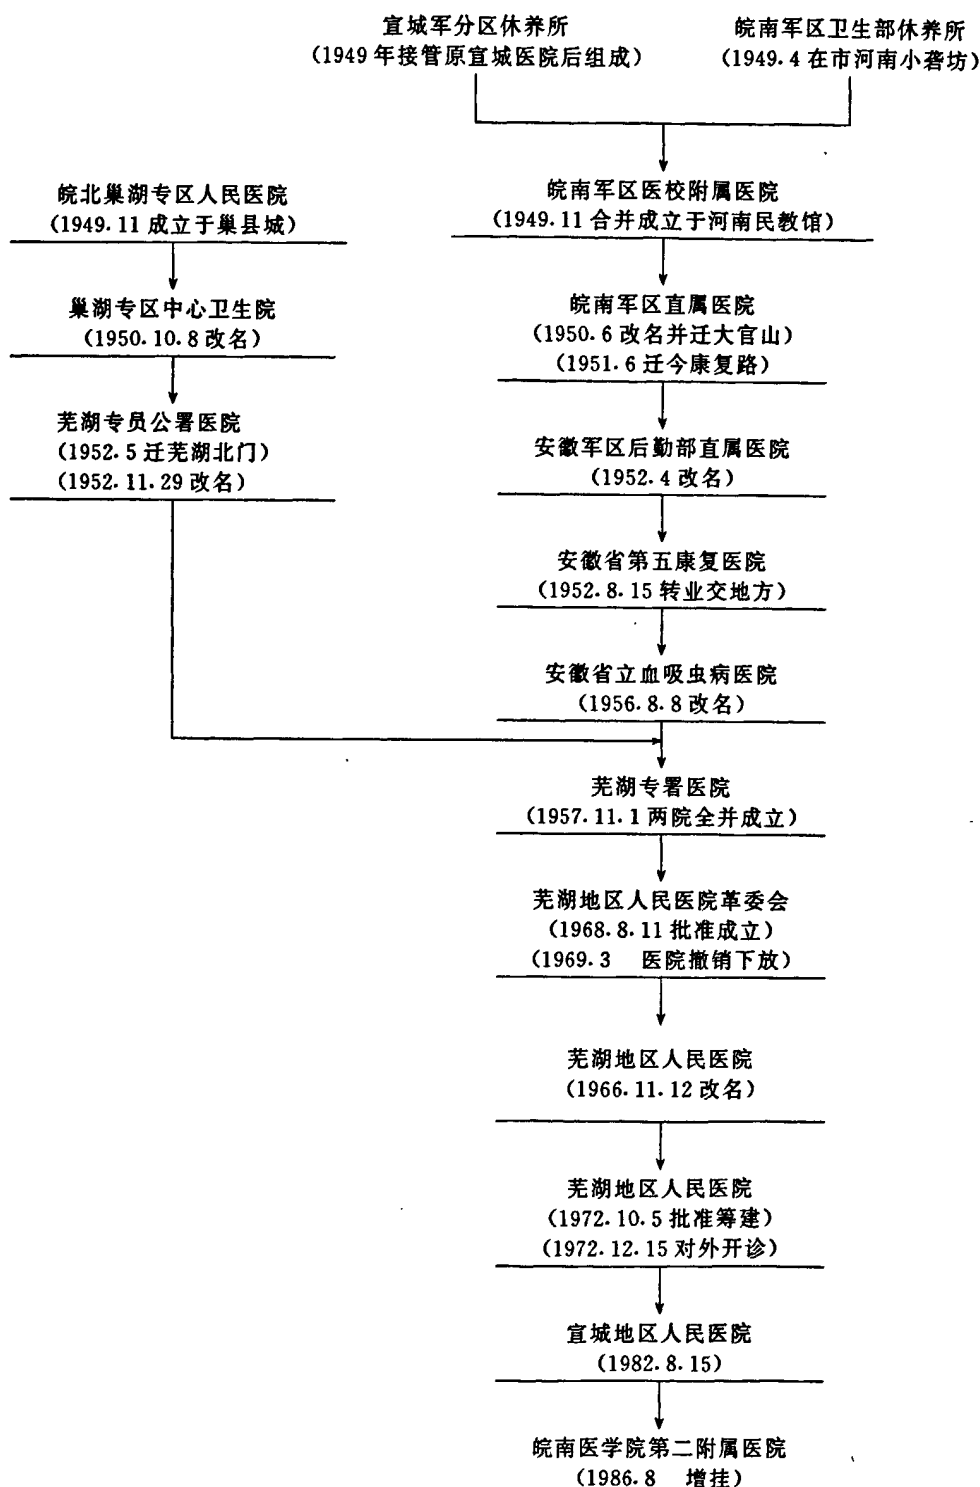 宣城军分区休养所
(1949年接管原宣城医院后组成)
皖南军区卫生部休养所
(1949.4在市河南小砻坊)
皖北巢湖专区人民医院
(1949.11成立于巢县城)
皖南军区医校附属医院
(1949.11合并成立于河南民教馆)
巢湖专区中心卫生院
(1950.10.8改名)
皖南军区直属医院
(1950.6改名并迁大官山)
(1951.6迁今康复路)
芜湖专员公署医院
(1952.5迁芜湖北门)
(1952.11.29改名)
安徽军区后勤部直属医院
(1952.4改名)
安徽省第五康复医院
(1952.8.15转业交地方)
安徽省立血吸虫病医院
(1956.8.8改名)
芜湖专署医院
(1957.11.1两院全并成立)
芜湖地区人民医院革委会
(1968.8.11批准成立)
(1969.3 医院撤销下放)
芜湖地区人民医院
(1966.11.12改名)
芜湖地区人民医院
(1972.10.5批准筹建)
(1972.12.15对外开诊)
宣城地区人民医院
(1982.8.15)
皖南医学院第二附属医院
(1986.8 增挂)